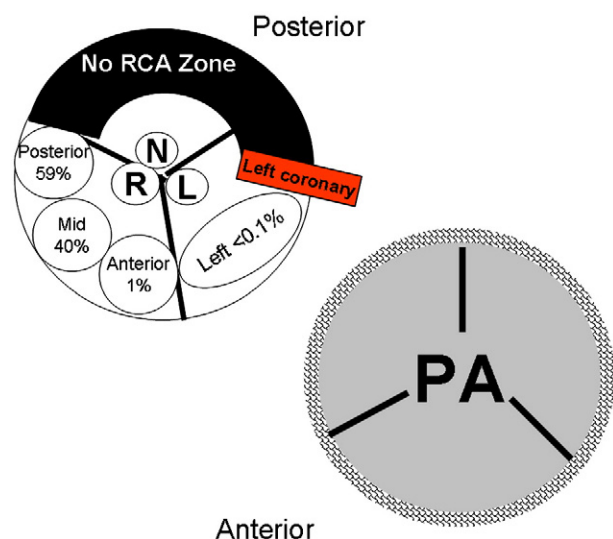 Posterior
No RCA Zone
N
R
L
Left coronary
Posterior
59%
Mid
40%
Anterior
1%
Left <0.1%
PA
Anterior